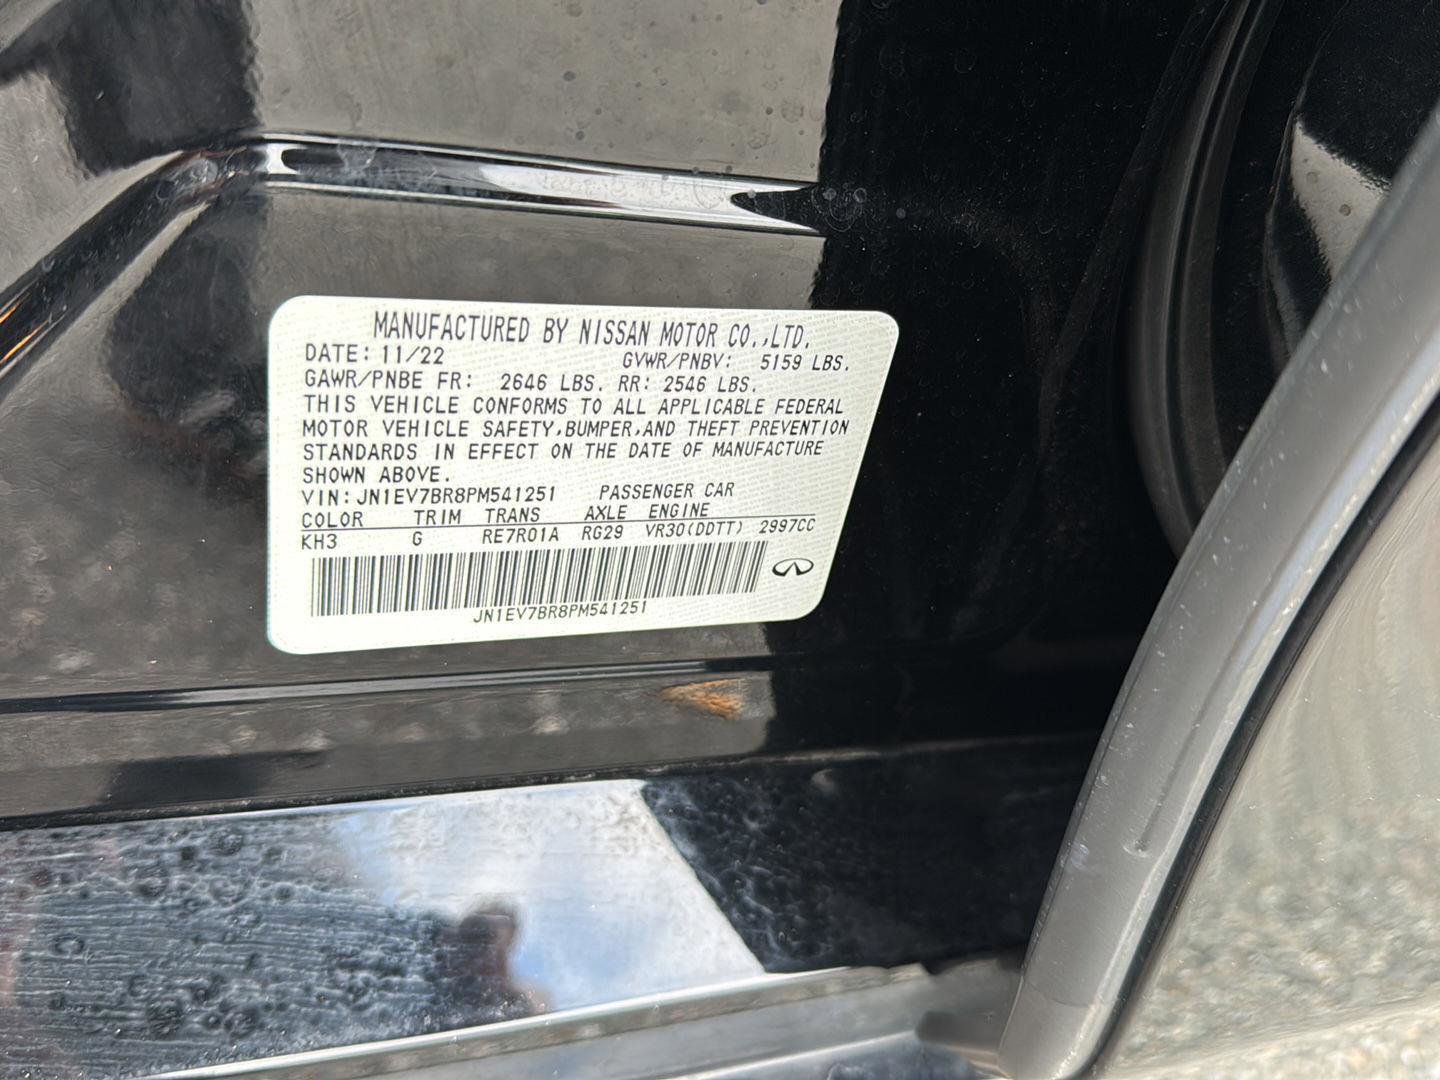 MANUFACTURED BY NISSAN MOTOR CO.,LTD.
DATE: 11/22 GVWR/PNBV: 5159 LBS.
GAWR/PNBE FR: 2646 LBS. RR: 2546 LBS.
THIS VEHICLE CONFORMS TO ALL APPLICABLE FEDERAL
MOTOR VEHICLE SAFETY,BUMPER,AND THEFT PREVENTION
STANDARDS IN EFFECT ON THE DATE OF MANUFACTURE
SHOWN ABOVE.
VIN: JN1EV7BR8PM541251 PASSENGER CAR
COLOR TRIM TRANS AXLE ENGINE
KH3 G RE7R01A RG29 VR30(DDTT) 2997CC
JN1EV7BR8PM541251